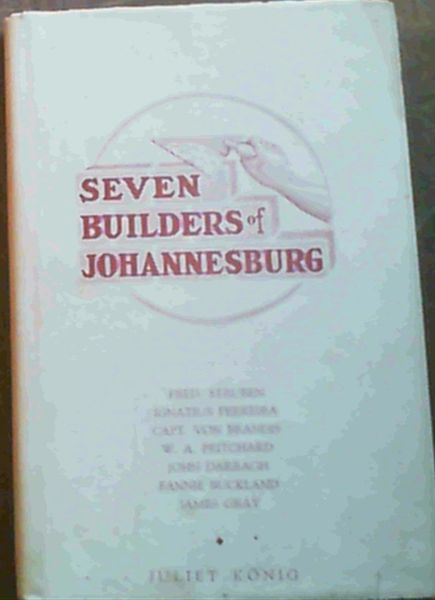 SEVEN
BUILDERS of
JOHANNESBURG
FRED STRUBEN
IGNATIUS FERREIRA
CAPT. VON BRANDIS
W. A. PRITCHARD
JOHN DARRAGH
FANNIE BUCKLAND
JAMES GRAY
JULIET KÖNIG